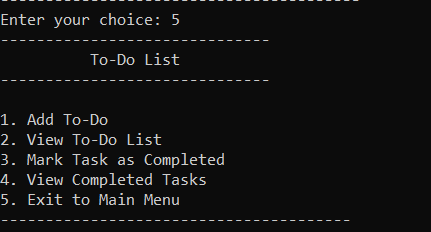 ----------------------------------------
Enter your choice: 5
------------------------------
To-Do List
------------------------------
1. Add To-Do
2. View To-Do List
3. Mark Task as Completed
4. View Completed Tasks
5. Exit to Main Menu
---------------------------------------